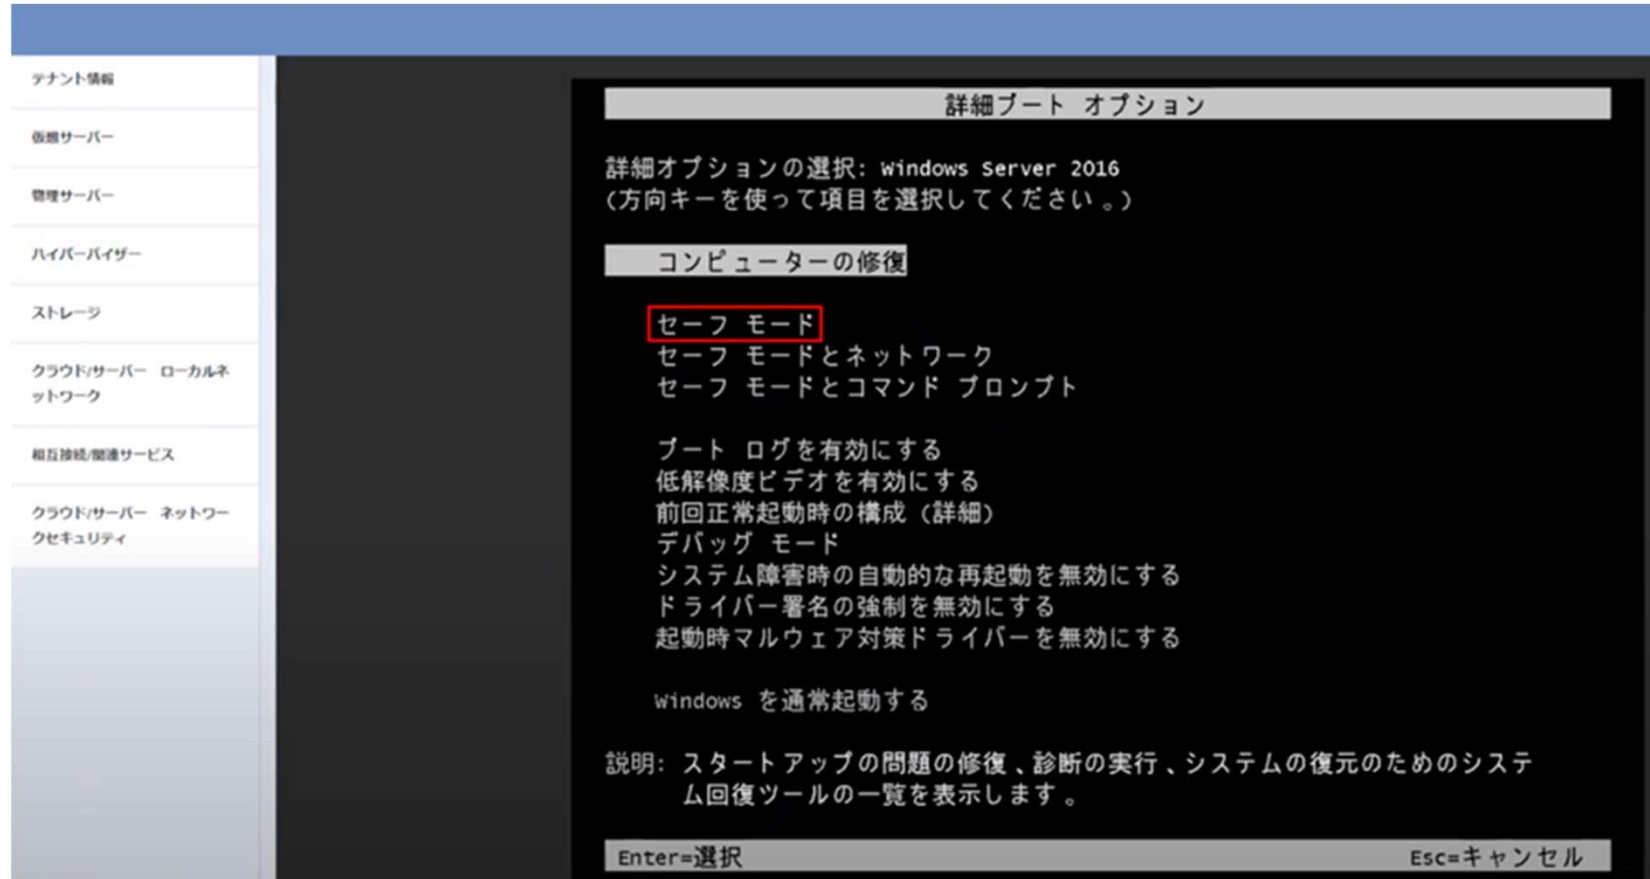 テナント情報
仮想サーバー
物理サーバー
ハイパーバイザー
ストレージ
クラウド/サーバー　ローカルネ
ットワーク
相互接続/関連サービス
クラウド/サーバー　ネットワー
クセキュリティ
詳細ブート オプション
詳細オプションの選択: Windows Server 2016
(方向キーを使って項目を選択してください。)
コンピューターの修復
セーフ モード
セーフ モードとネットワーク
セーフ モードとコマンド プロンプト
ブート ログを有効にする
低解像度ビデオを有効にする
前回正常起動時の構成 (詳細)
デバッグ モード
システム障害時の自動的な再起動を無効にする
ドライバー署名の強制を無効にする
起動時マルウェア対策ドライバーを無効にする
Windows を通常起動する
説明: スタートアップの問題の修復、診断の実行、システムの復元のためのシステ
ム回復ツールの一覧を表示します。
Enter=選択 Esc=キャンセル